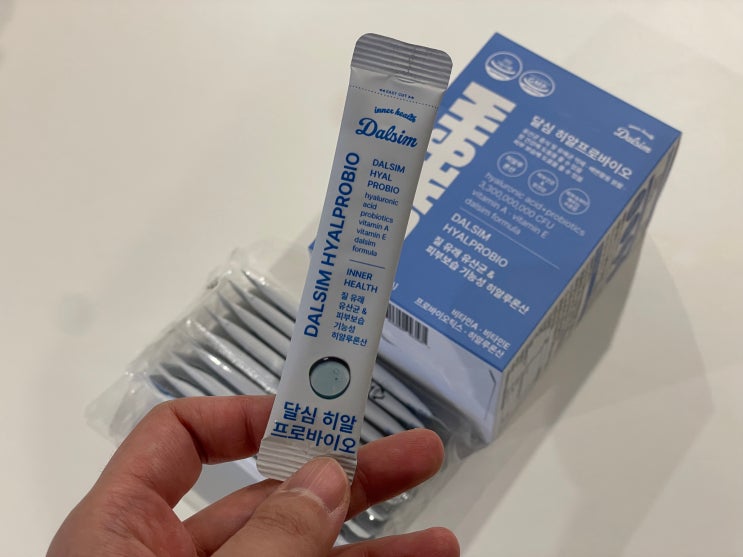 EASY CUT
inner health
Dalsim
DALSIM HYALPROBIO
DALSIM
HYAL
PROBIO
hyaluronic
acid
probiotics
vitamin A
vitamin E
dalsim
formula
INNER
HEALTH
질 유래
유산균 &
피부보습
기능성
히알루론산
달심 히알
프로바이오
inner health
Dalsim
달심 히알프로바이오
hyaluronic acid+probiotics
3,300,000,000 CFU
vitamin A · vitamin E
dalsim formula
DALSIM
HYALPROBIO
질 유래 유산균 &
피부보습 기능성 히알루론산
비타민A · 비타민E
프로바이오틱스 · 히알루론산